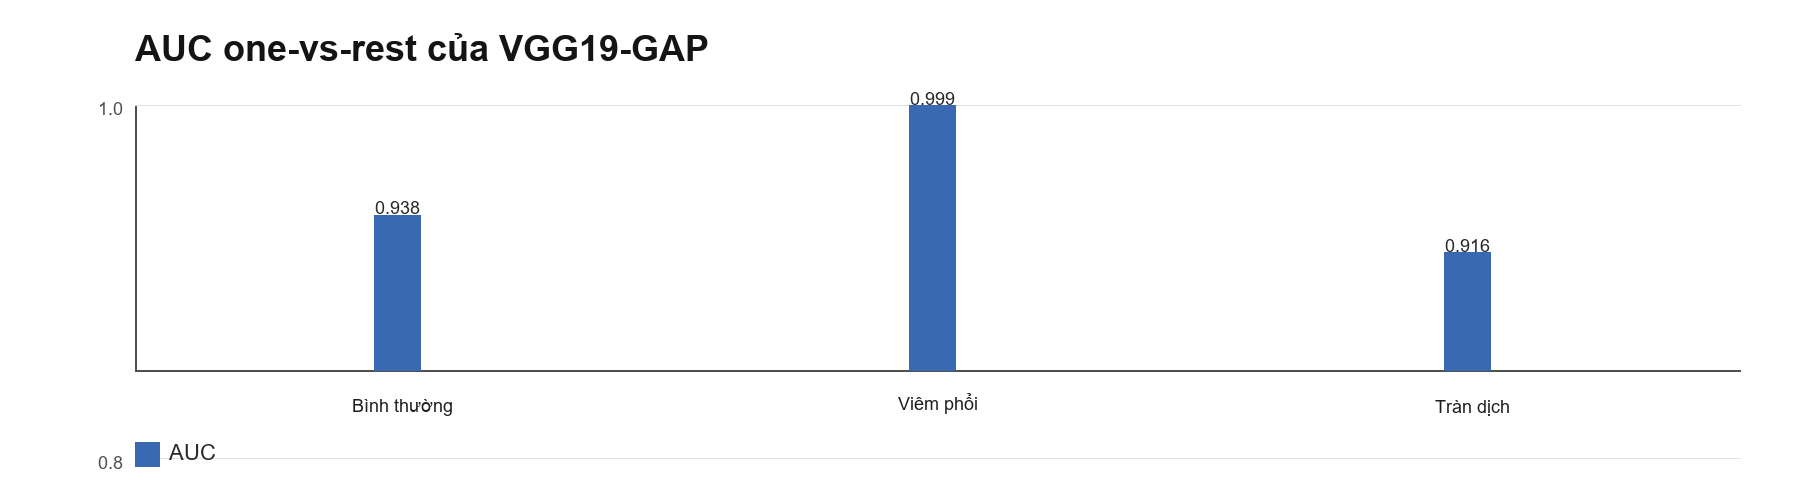 AUC one-vs-rest của VGG19-GAP
1.0
0.938
0.999
0.916
Bình thường
Viêm phổi
Tràn dịch
AUC
0.8